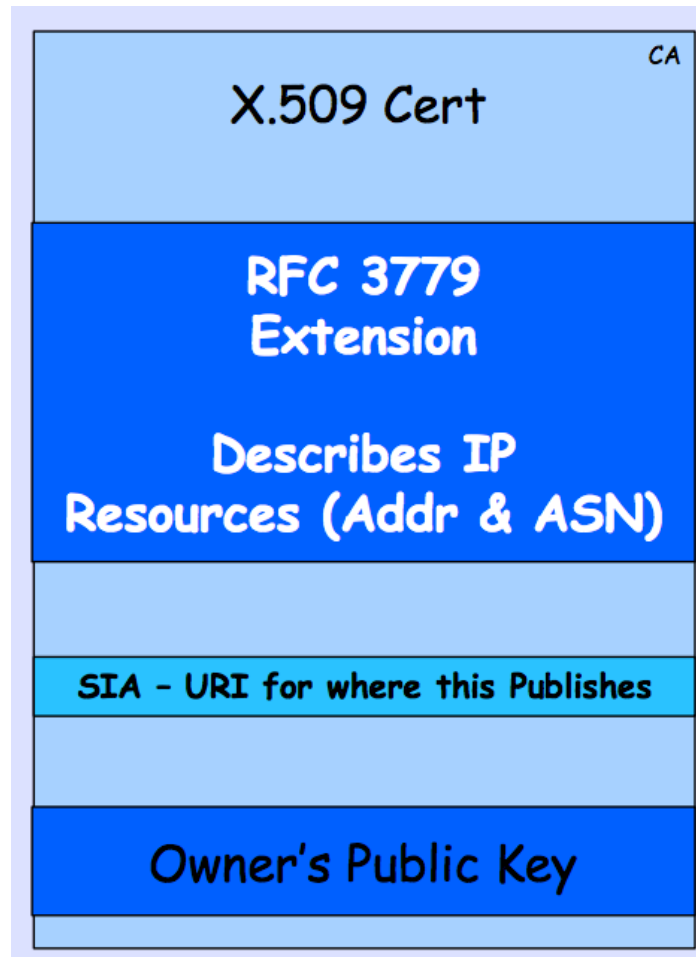 CA
X.509 Cert
RFC 3779
Extension
Describes IP
Resources (Addr & ASN)
SIA – URI for where this Publishes
Owner's Public Key